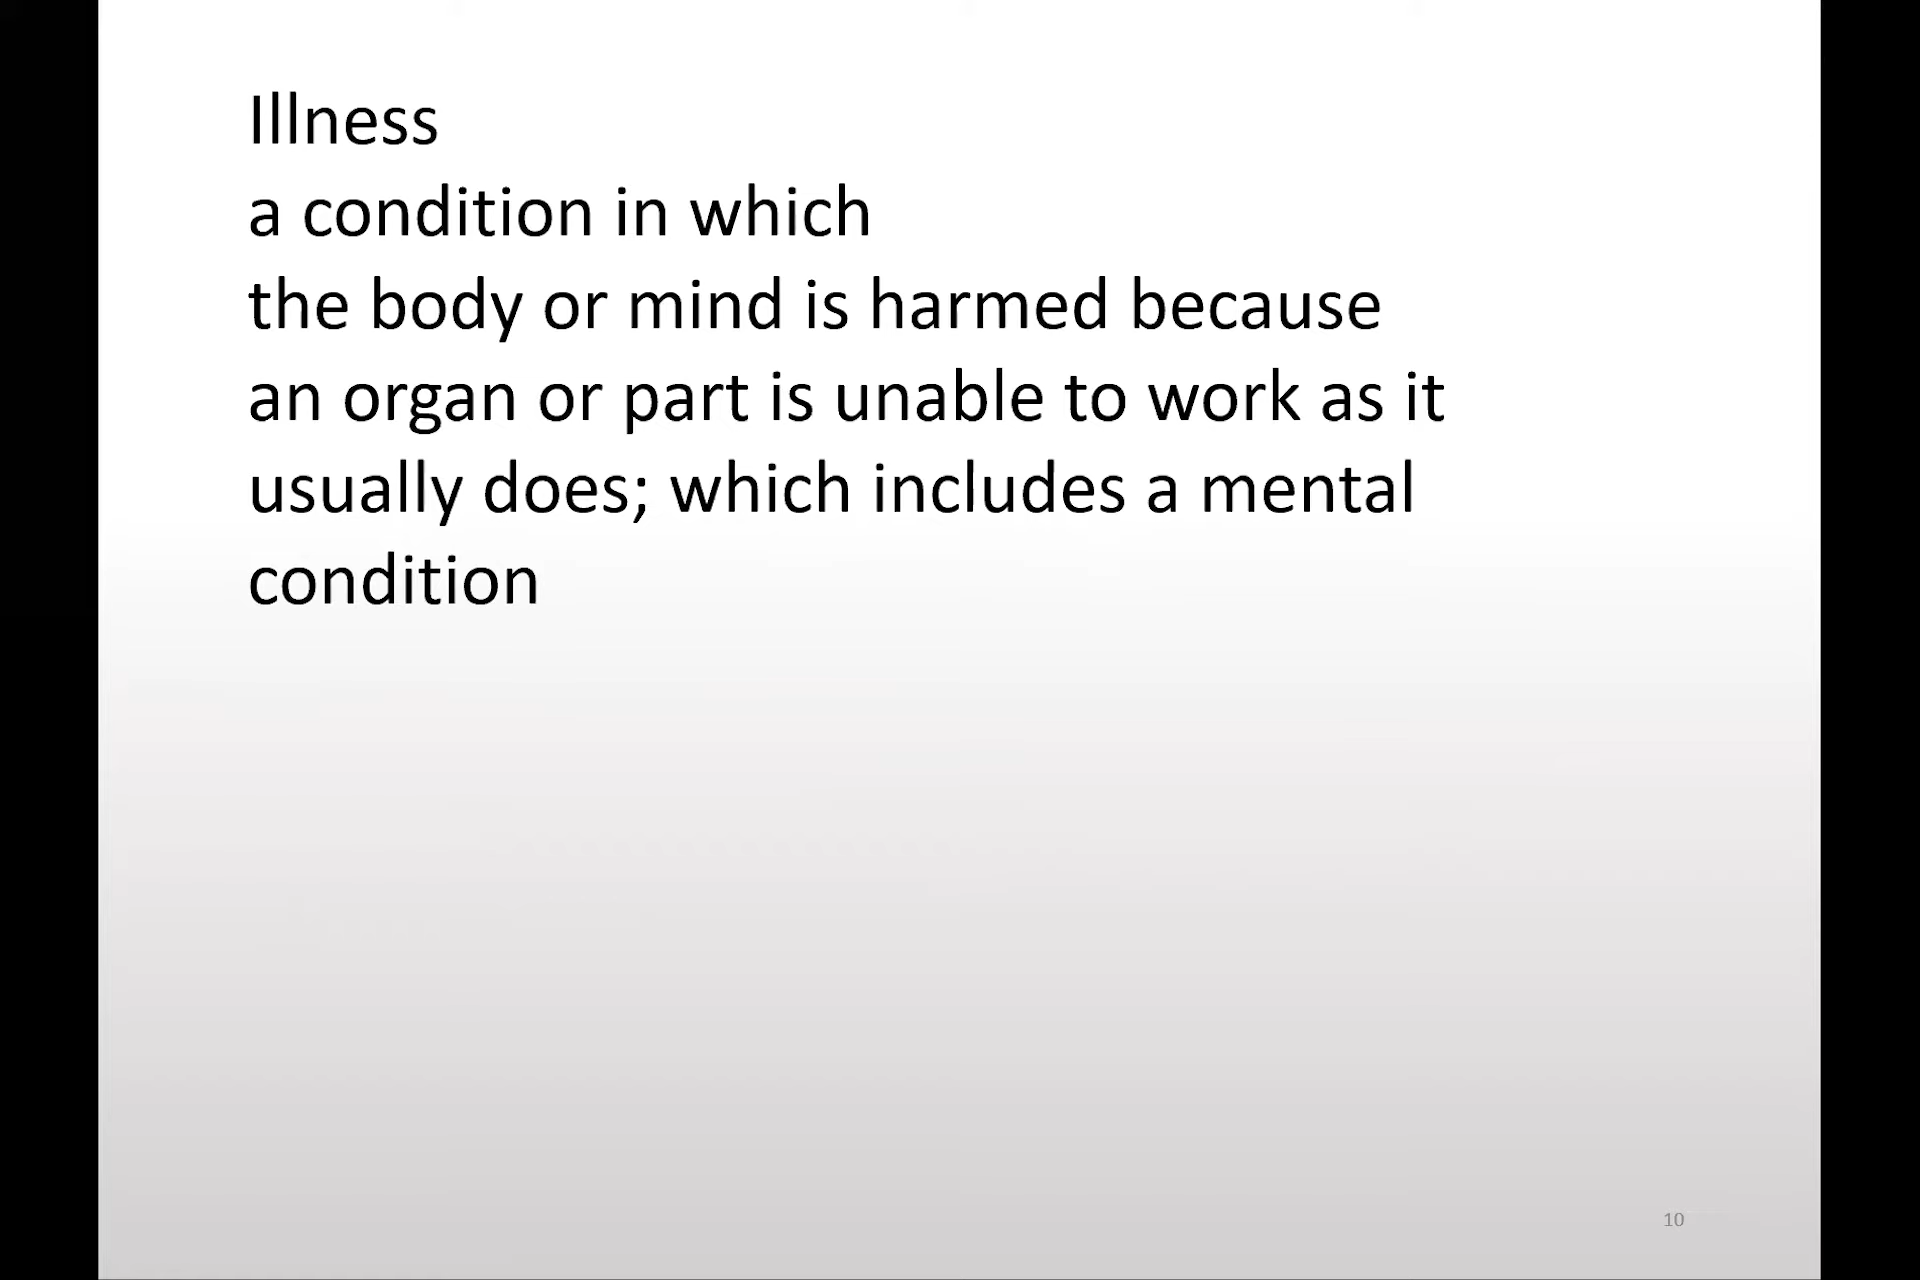 Illness
a condition in which
the body or mind is harmed because
an organ or part is unable to work as it
usually does; which includes a mental
condition
10